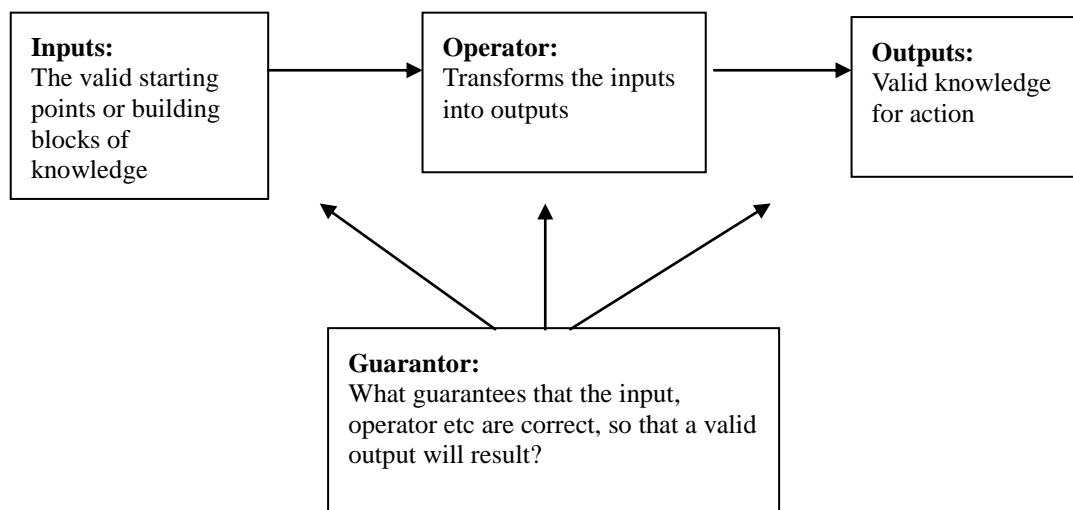 Inputs:
The valid starting
points or building
blocks of
knowledge
Operator:
Transforms the inputs
into outputs
Outputs:
Valid knowledge
for action
Guarantor:
What guarantees that the input,
operator etc are correct, so that a valid
output will result?